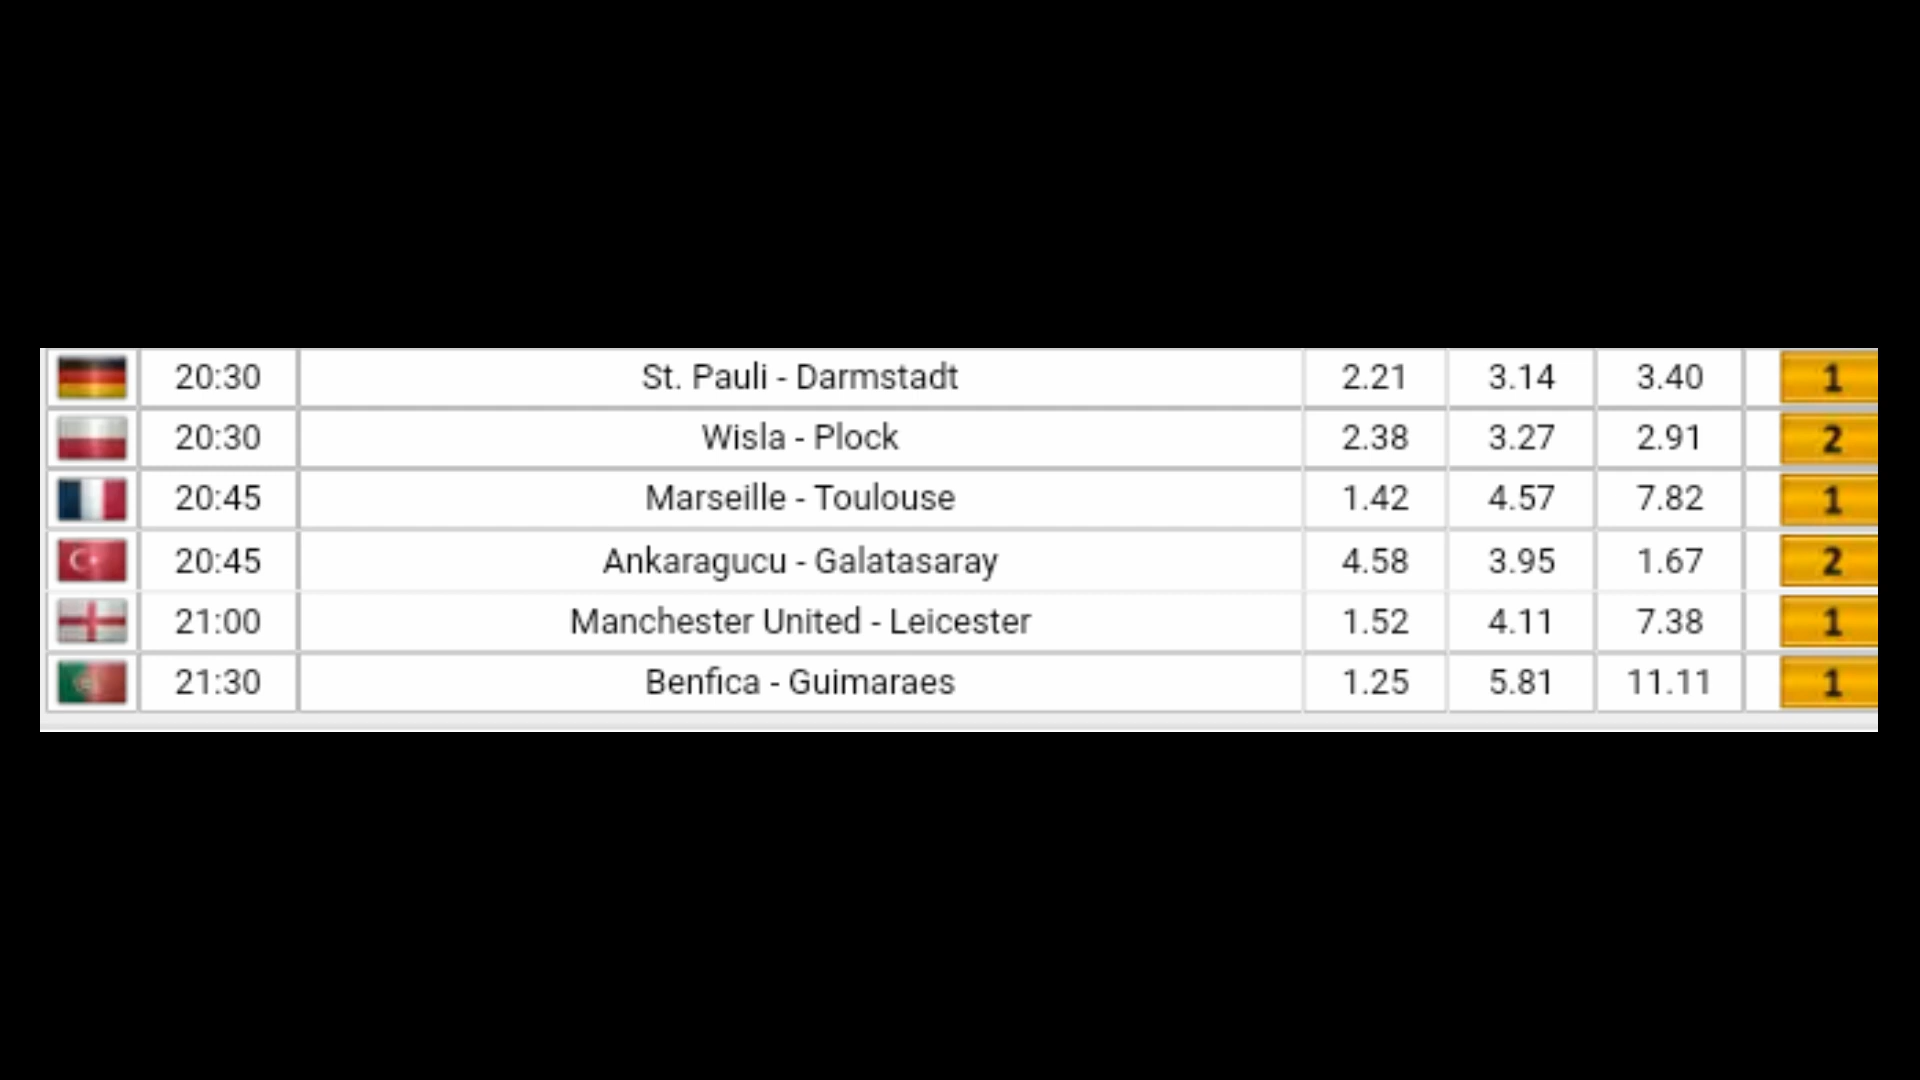 20:30 St. Pauli - Darmstadt 2.21 3.14 3.40 1
20:30 Wisla - Plock 2.38 3.27 2.91 2
20:45 Marseille - Toulouse 1.42 4.57 7.82 1
20:45 Ankaragucu - Galatasaray 4.58 3.95 1.67 2
21:00 Manchester United - Leicester 1.52 4.11 7.38 1
21:30 Benfica - Guimaraes 1.25 5.81 11.11 1